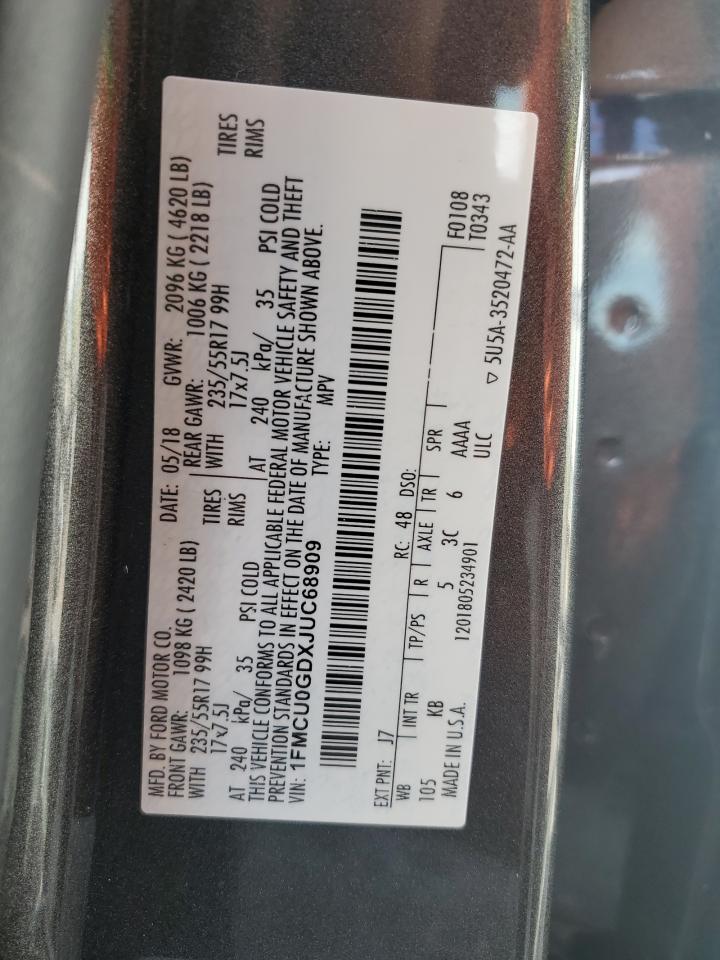 MFD. BY FORD MOTOR CO. DATE: 05/18 GVWR: 2096 KG ( 4620 LB)
FRONT GAWR: 1098 KG ( 2420 LB) REAR GAWR: 1006 KG ( 2218 LB)
WITH 235/55R17 99H TIRES WITH 235/55R17 99H TIRES
17x7.5J RIMS 17x7.5J RIMS
AT 240 kPa/ 35 PSI COLD AT 240 kPa/ 35 PSI COLD
THIS VEHICLE CONFORMS TO ALL APPLICABLE FEDERAL MOTOR VEHICLE SAFETY AND THEFT
PREVENTION STANDARDS IN EFFECT ON THE DATE OF MANUFACTURE SHOWN ABOVE.
VIN: 1FMCU0GDXJUC68909 TYPE: MPV
EXT PNT: J7 RC: 48 DSO:
WB INT TR TP/PS R AXLE TR SPR F0108
105 KB 5 3C 6 AAAA T0343
MADE IN U.S.A. 1201805234901 ULC
▽ 5U5A-3520472-AA